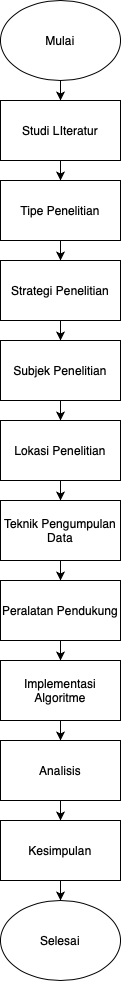 Mulai
Studi LIteratur
Tipe Penelitian
Strategi Penelitian
Subjek Penelitian
Lokasi Penelitian
Teknik Pengumpulan
Data
Peralatan Pendukung
Implementasi
Algoritme
Analisis
Kesimpulan
Selesai